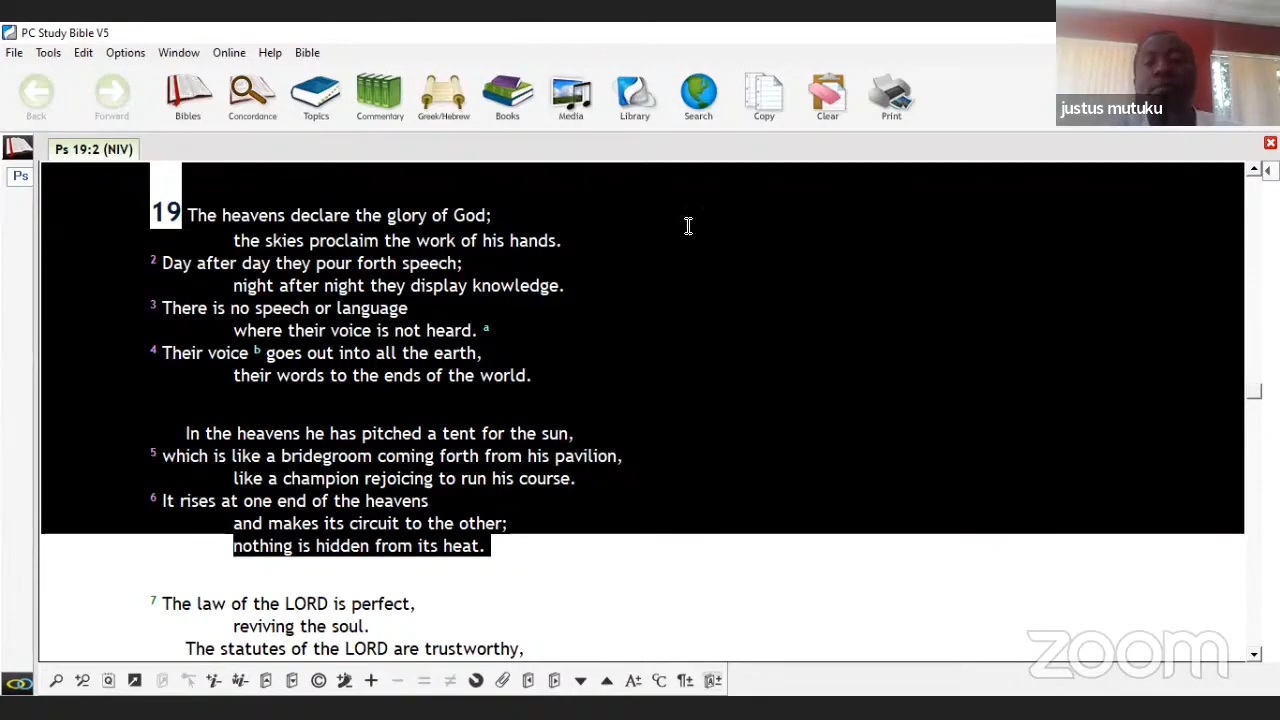 PC Study Bible V5
File Tools Edit Options Window Online Help Bible
justus mutuku
Back Forward Bibles Concordance Topics Commentary Greek/Hebrew Books Media Library Search Copy Clear Print
Ps 19:2 (NIV)
Ps
19 The heavens declare the glory of God;
the skies proclaim the work of his hands.
2 Day after day they pour forth speech;
night after night they display knowledge.
3 There is no speech or language
where their voice is not heard. a
4 Their voice b goes out into all the earth,
their words to the ends of the world.
In the heavens he has pitched a tent for the sun,
5 which is like a bridegroom coming forth from his pavilion,
like a champion rejoicing to run his course.
6 It rises at one end of the heavens
and makes its circuit to the other;
nothing is hidden from its heat.
7 The law of the LORD is perfect,
reviving the soul.
The statutes of the LORD are trustworthy,
zoom